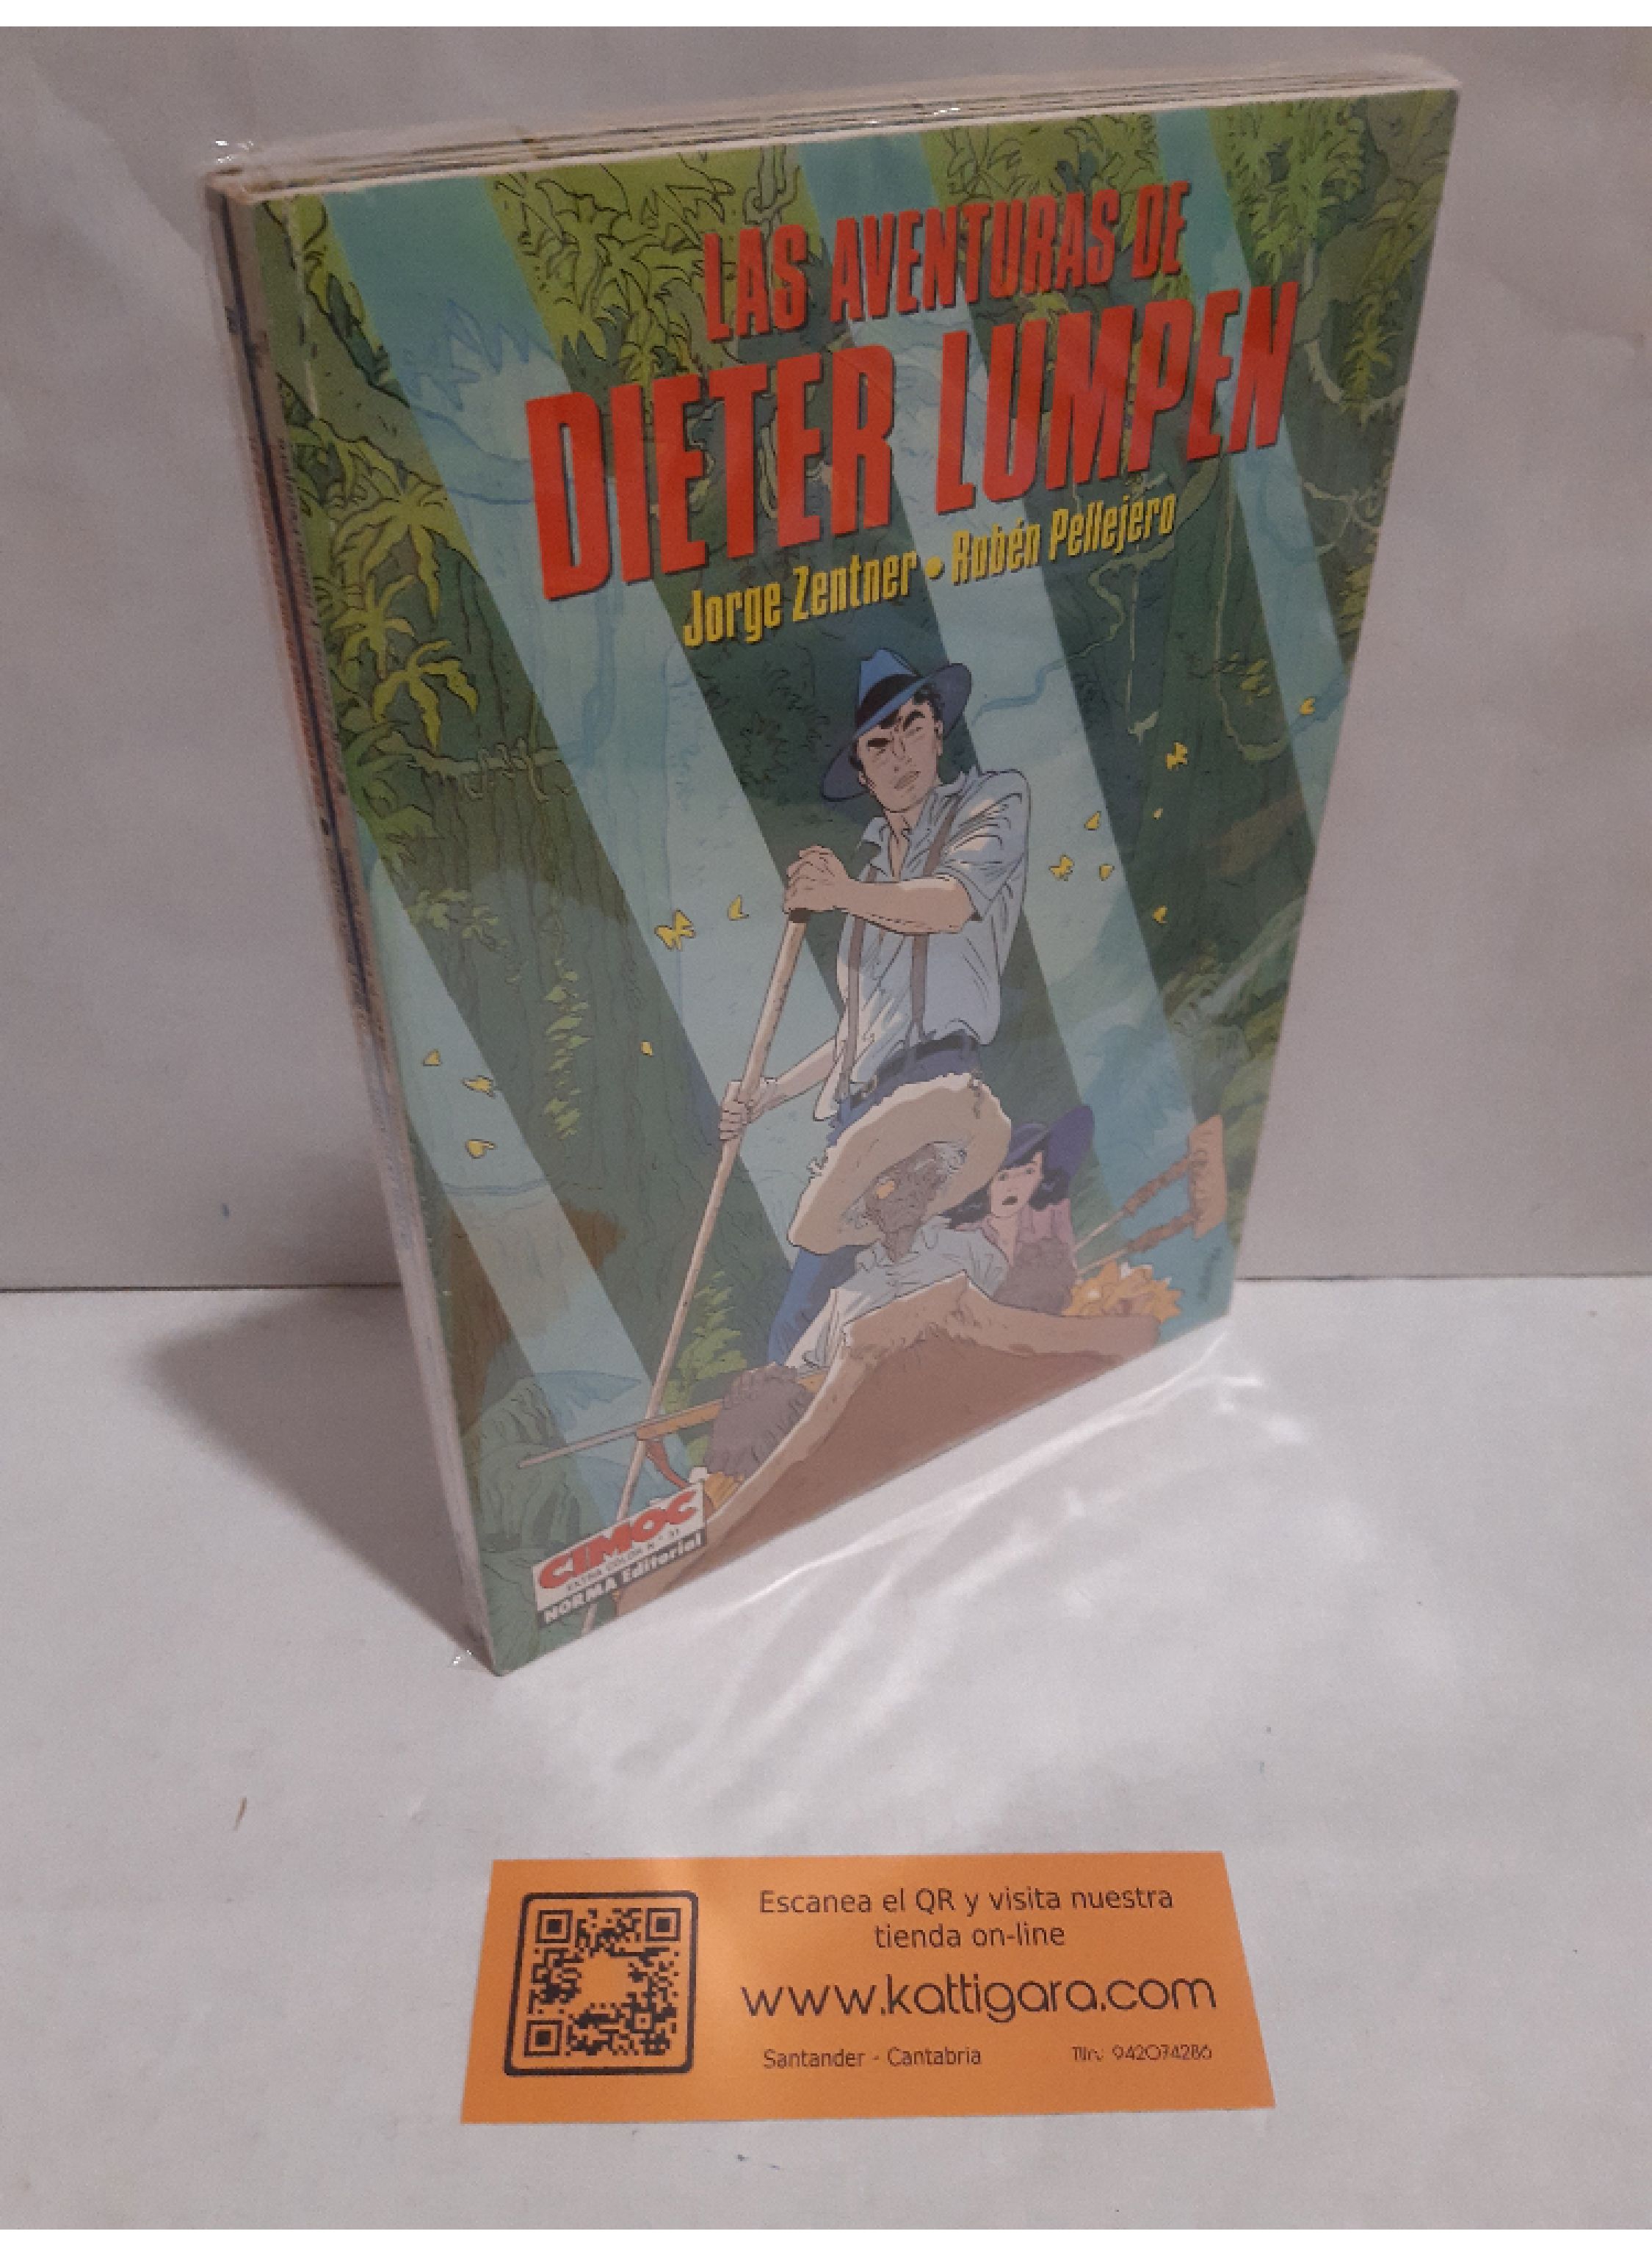 LAS AVENTURAS DE
DIETER LUMPEN
Jorge Zentner • Rubén Pellejero
CIMOC
NORMA Editorial
Escanea el QR y visita nuestra
tienda on-line
www.kattigara.com
Santander - Cantabria
942074286